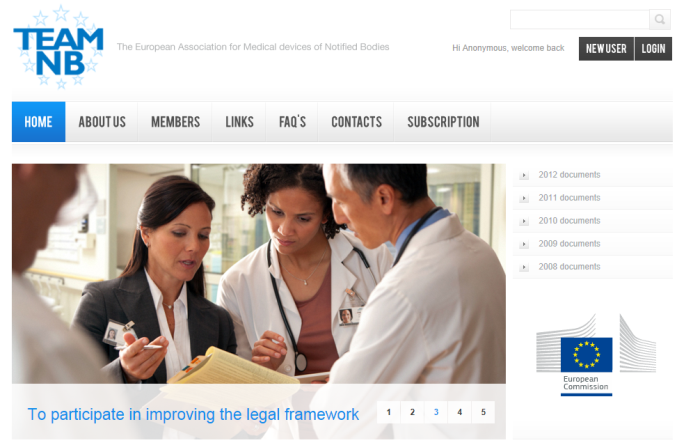 TEAM
NB
The European Association for Medical devices of Notified Bodies
Hi Anonymous, welcome back
NEW USER
LOGIN
HOME
ABOUT US
MEMBERS
LINKS
FAQ'S
CONTACTS
SUBSCRIPTION
2012 documents
2011 documents
2010 documents
2009 documents
2008 documents
European
Commission
To participate in improving the legal framework
1 2 3 4 5